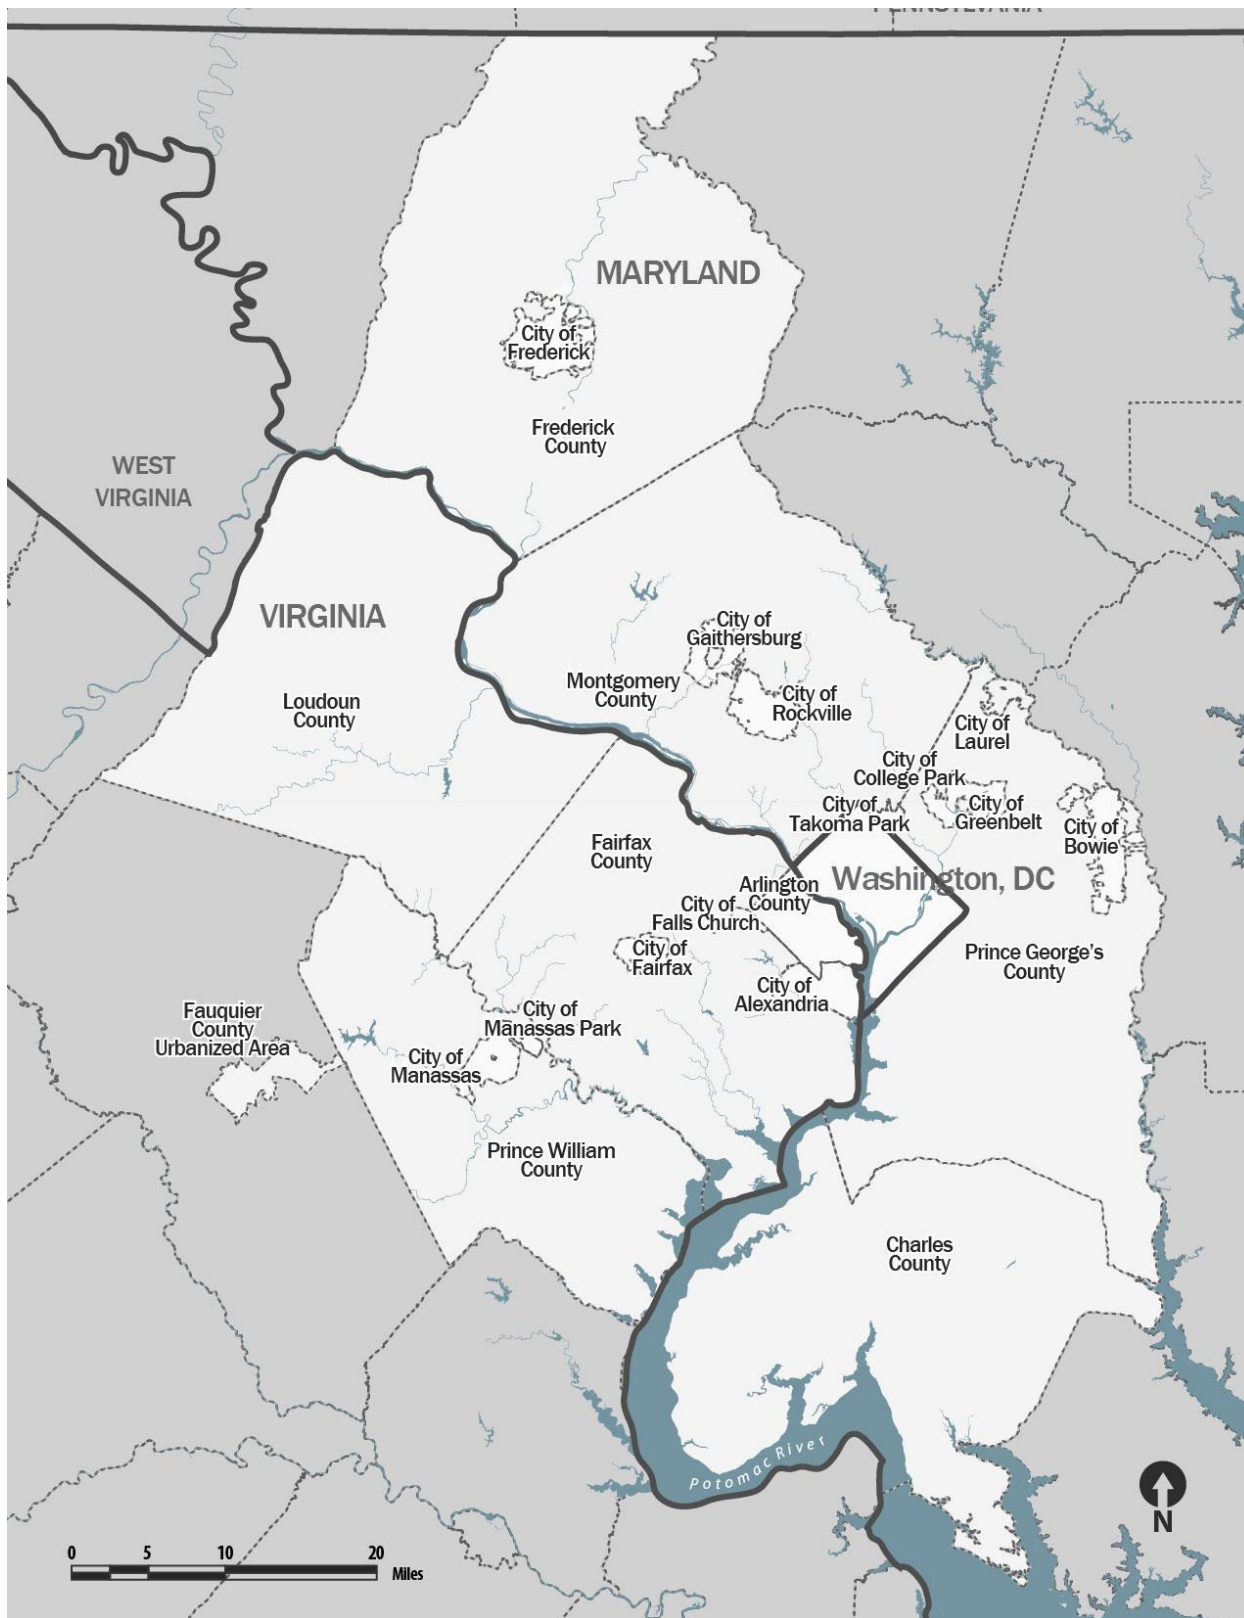 PENNSYLVANIA
MARYLAND
City of
Frederick
Frederick
County
WEST
VIRGINIA
VIRGINIA
City of
Gaithersburg
Montgomery
County
City of
Rockville
Loudoun
County
City of
Laurel
City of
College Park
City of
Takoma Park
City of
Greenbelt
City of
Bowie
Fairfax
County
Washington, DC
Arlington
County
City of
Falls Church
City of
Fairfax
Prince George's
County
City of
Alexandria
Fauquier
County
Urbanized Area
City of
Manassas Park
City of
Manassas
Prince William
County
Charles
County
Potomac River
N
0 5 10 20
Miles